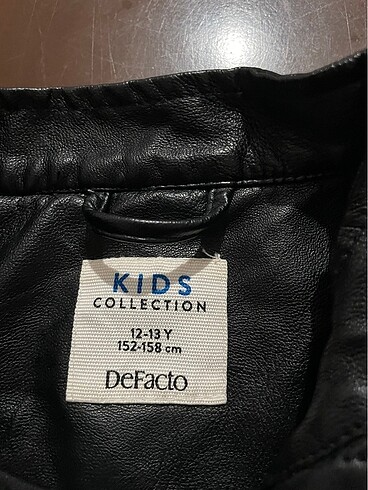 KIDS
COLLECTION
12-13 Y
152-158 cm
DeFacto